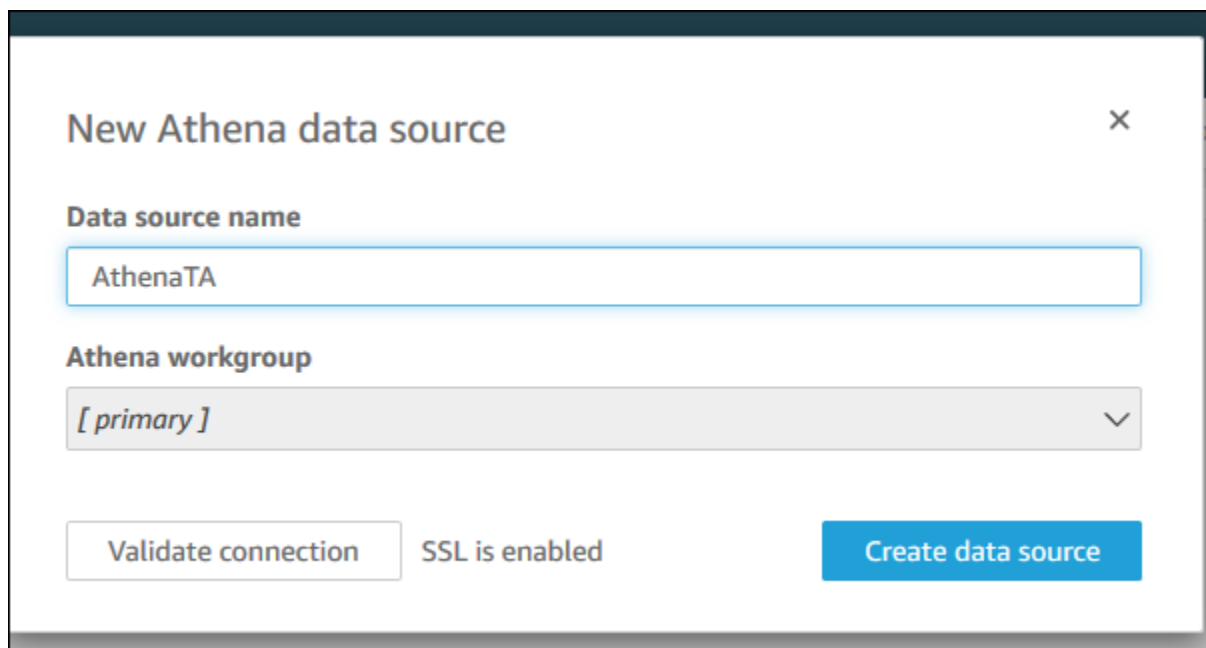 New Athena data source
Data source name
AthenaTA
Athena workgroup
[ primary ]
Validate connection SSL is enabled Create data source